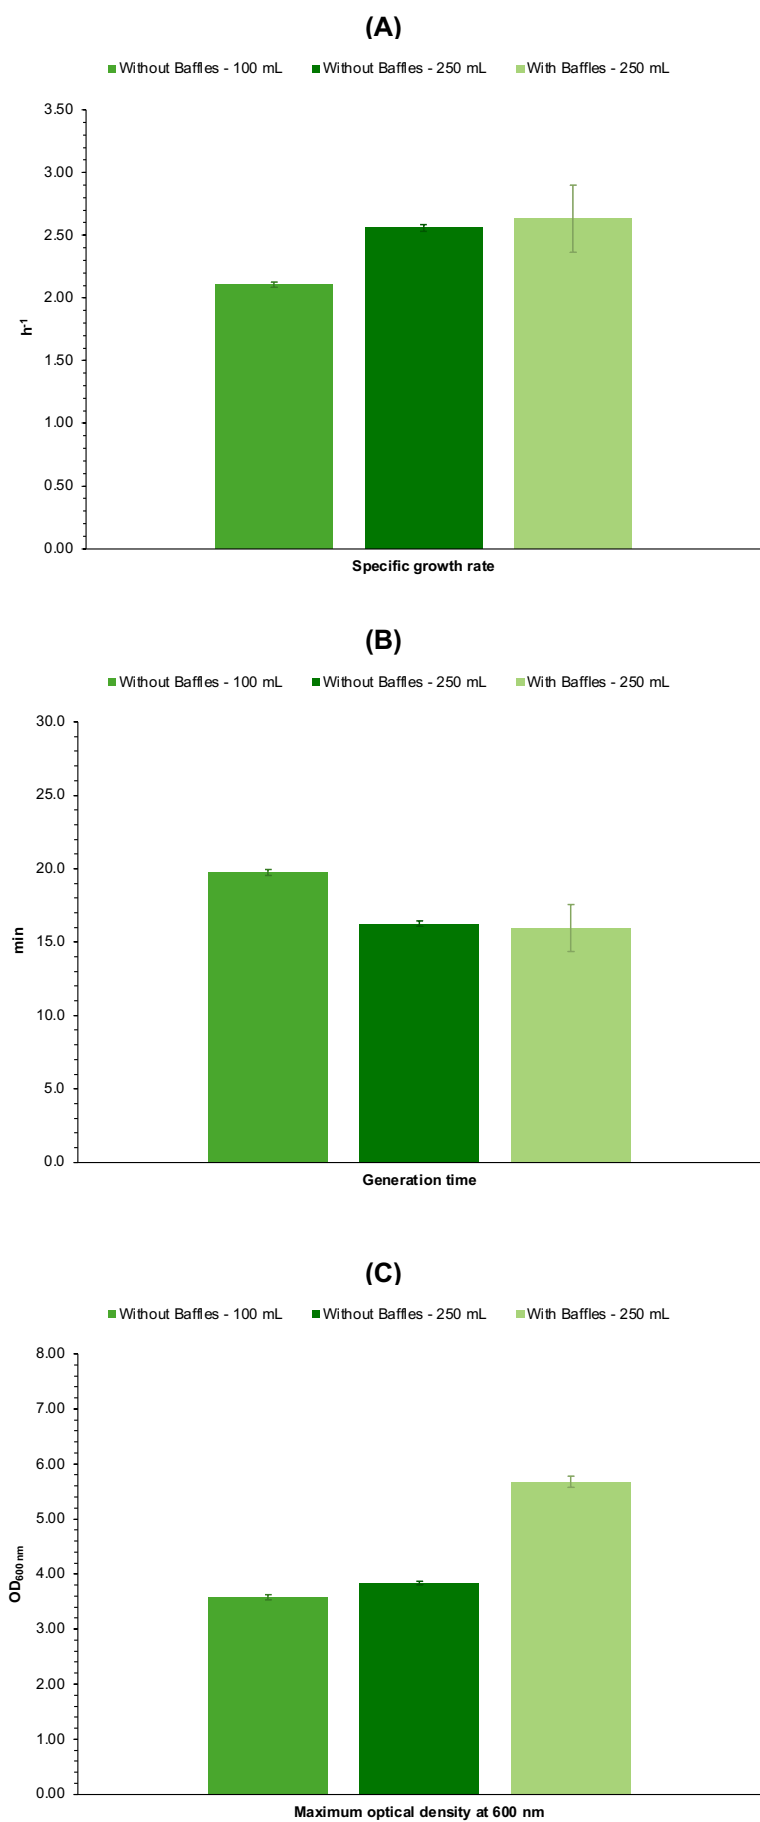 (A)
Without Baffles - 100 mL Without Baffles - 250 mL With Baffles - 250 mL
3.50
3.00
2.50
2.00
1.50
1.00
0.50
0.00
h-1
Specific growth rate
(B)
Without Baffles - 100 mL Without Baffles - 250 mL With Baffles - 250 mL
30.0
25.0
20.0
15.0
10.0
5.0
0.0
min
Generation time
(C)
Without Baffles - 100 mL Without Baffles - 250 mL With Baffles - 250 mL
8.00
7.00
6.00
5.00
4.00
3.00
2.00
1.00
0.00
OD600 nm
Maximum optical density at 600 nm